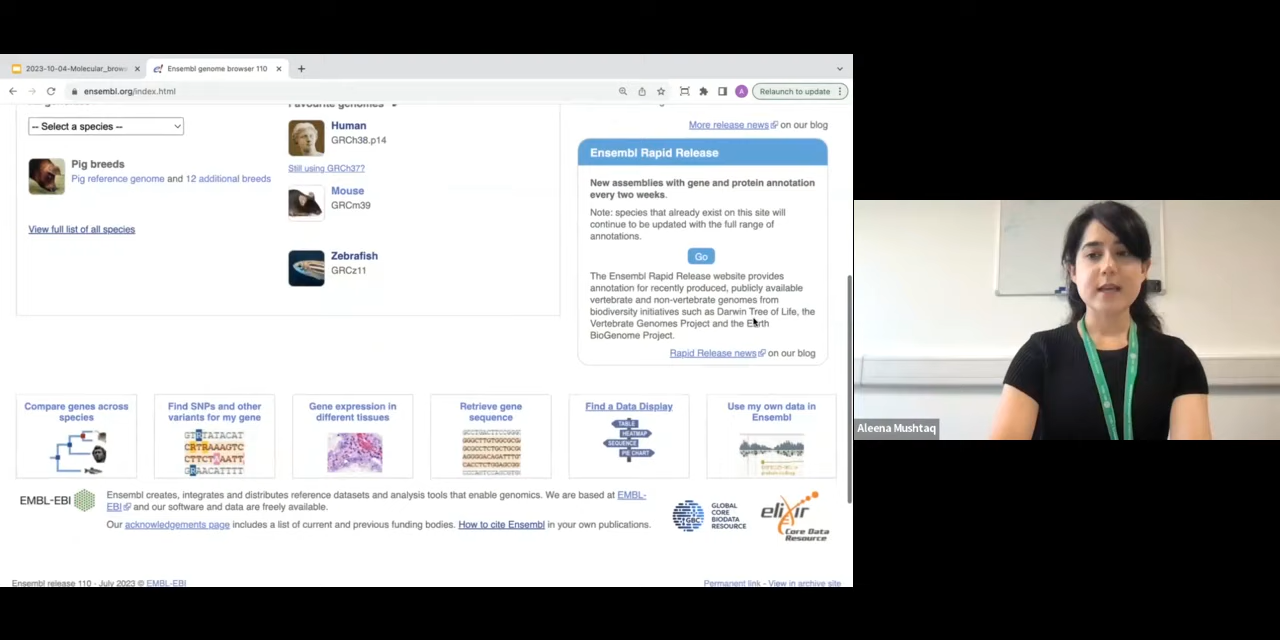 2023-10-04-Molecular_brows
Ensembl genome browser 110
ensembl.org/index.html
Relaunch to update
Favourite genomes
-- Select a species --
Pig breeds
Pig reference genome and 12 additional breeds
View full list of all species
Human
GRCh38.p14
Still using GRCh37?
Mouse
GRCm39
Zebrafish
GRCz11
More release news on our blog
Ensembl Rapid Release
New assemblies with gene and protein annotation
every two weeks.
Note: species that already exist on this site will
continue to be updated with the full range of
annotations.
Go
The Ensembl Rapid Release website provides
annotation for recently produced, publicly available
vertebrate and non-vertebrate genomes from
biodiversity initiatives such as Darwin Tree of Life, the
Vertebrate Genomes Project and the Earth
BioGenome Project.
Rapid Release news on our blog
Compare genes across
species
Find SNPs and other
variants for my gene
Gene expression in
different tissues
Retrieve gene
sequence
Find a Data Display
TABLE
HEATMAP
SEQUENCE
PIE CHART
Use my own data in
Ensembl
EMBL-EBI
Ensembl creates, integrates and distributes reference datasets and analysis tools that enable genomics. We are based at EMBL-
EBI and our software and data are freely available.
Our acknowledgements page includes a list of current and previous funding bodies. How to cite Ensembl in your own publications.
GBC
GLOBAL
CORE
BIODATA
RESOURCE
elixir
Core Data
Resource
Ensembl release 110 - July 2023 © EMBL-EBI
Permanent link - View in archive site
Aleena Mushtaq